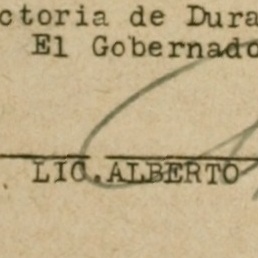 ctoria de Dura
El Gobernado
LIC. ALBERTO